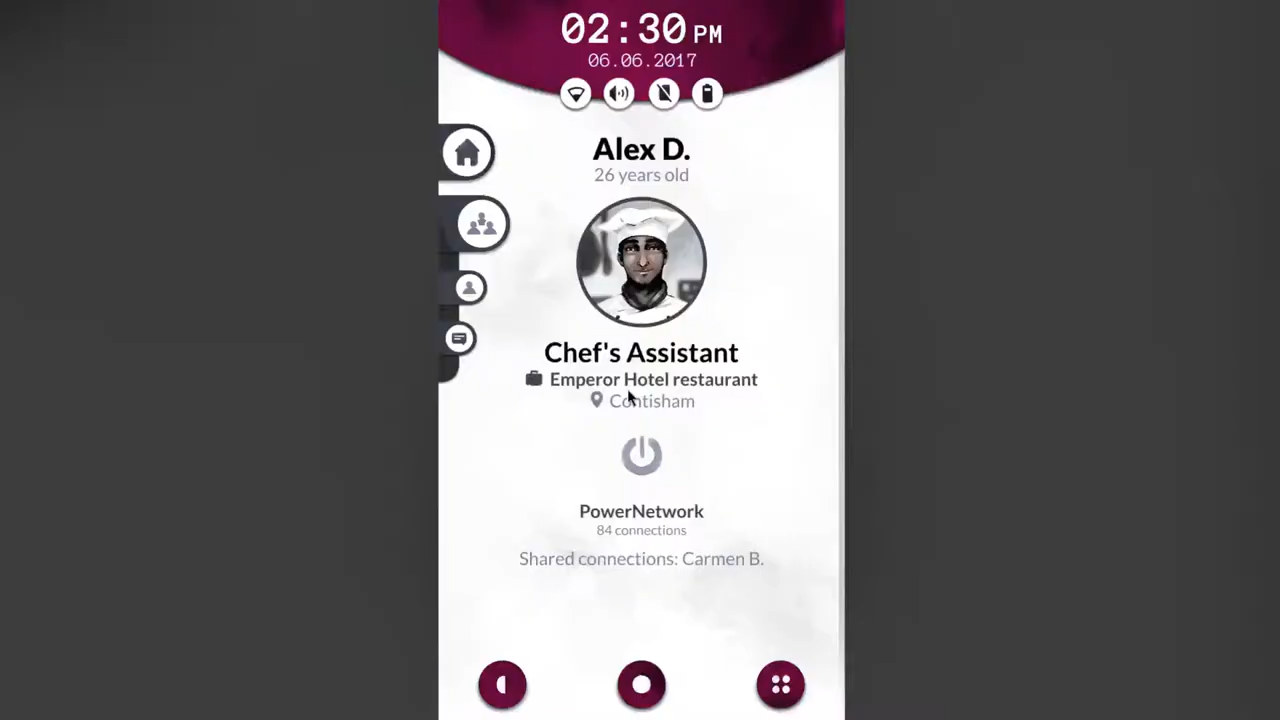 02:30 PM
06.06.2017
Alex D.
26 years old
Chef's Assistant
Emperor Hotel restaurant
Contisham
PowerNetwork
84 connections
Shared connections: Carmen B.